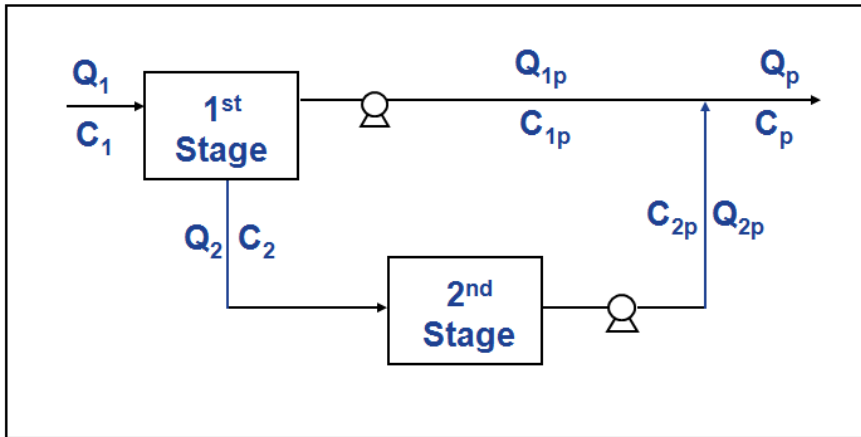 Q₁
C₁
1ˢᵗ
Stage
Q₁ₚ
C₁ₚ
Qₚ
Cₚ
Q₂ C₂
C₂ₚ Q₂ₚ
2ⁿᵈ
Stage